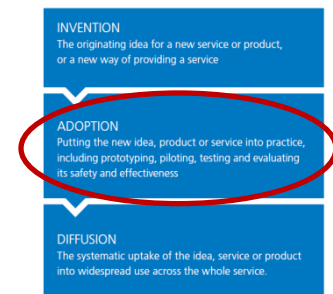 INVENTION
The originating idea for a new service or product,
or a new way of providing a service
ADOPTION
Putting the new idea, product or service into practice,
including prototyping, piloting, testing and evaluating
its safety and effectiveness
DIFFUSION
The systematic uptake of the idea, service or product
into widespread use across the whole service.